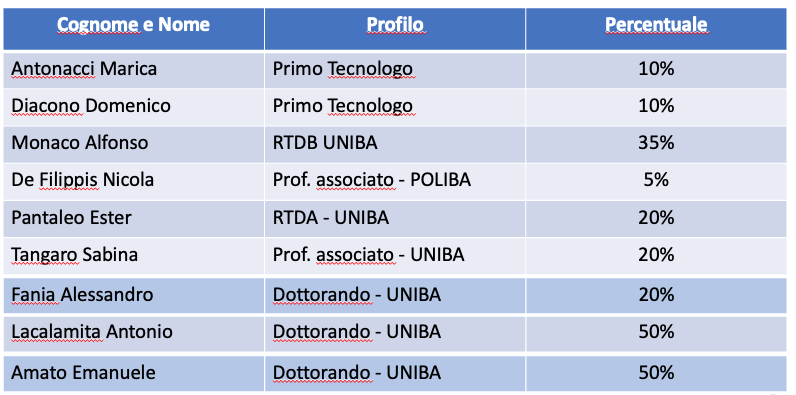 Cognome e Nome Profilo Percentuale
Antonacci Marica Primo Tecnologo 10%
Diacono Domenico Primo Tecnologo 10%
Monaco Alfonso RTDB UNIBA 35%
De Filippis Nicola Prof. associato - POLIBA 5%
Pantaleo Ester RTDA - UNIBA 20%
Tangaro Sabina Prof. associato - UNIBA 20%
Fania Alessandro Dottorando - UNIBA 20%
Lacalamita Antonio Dottorando - UNIBA 50%
Amato Emanuele Dottorando - UNIBA 50%